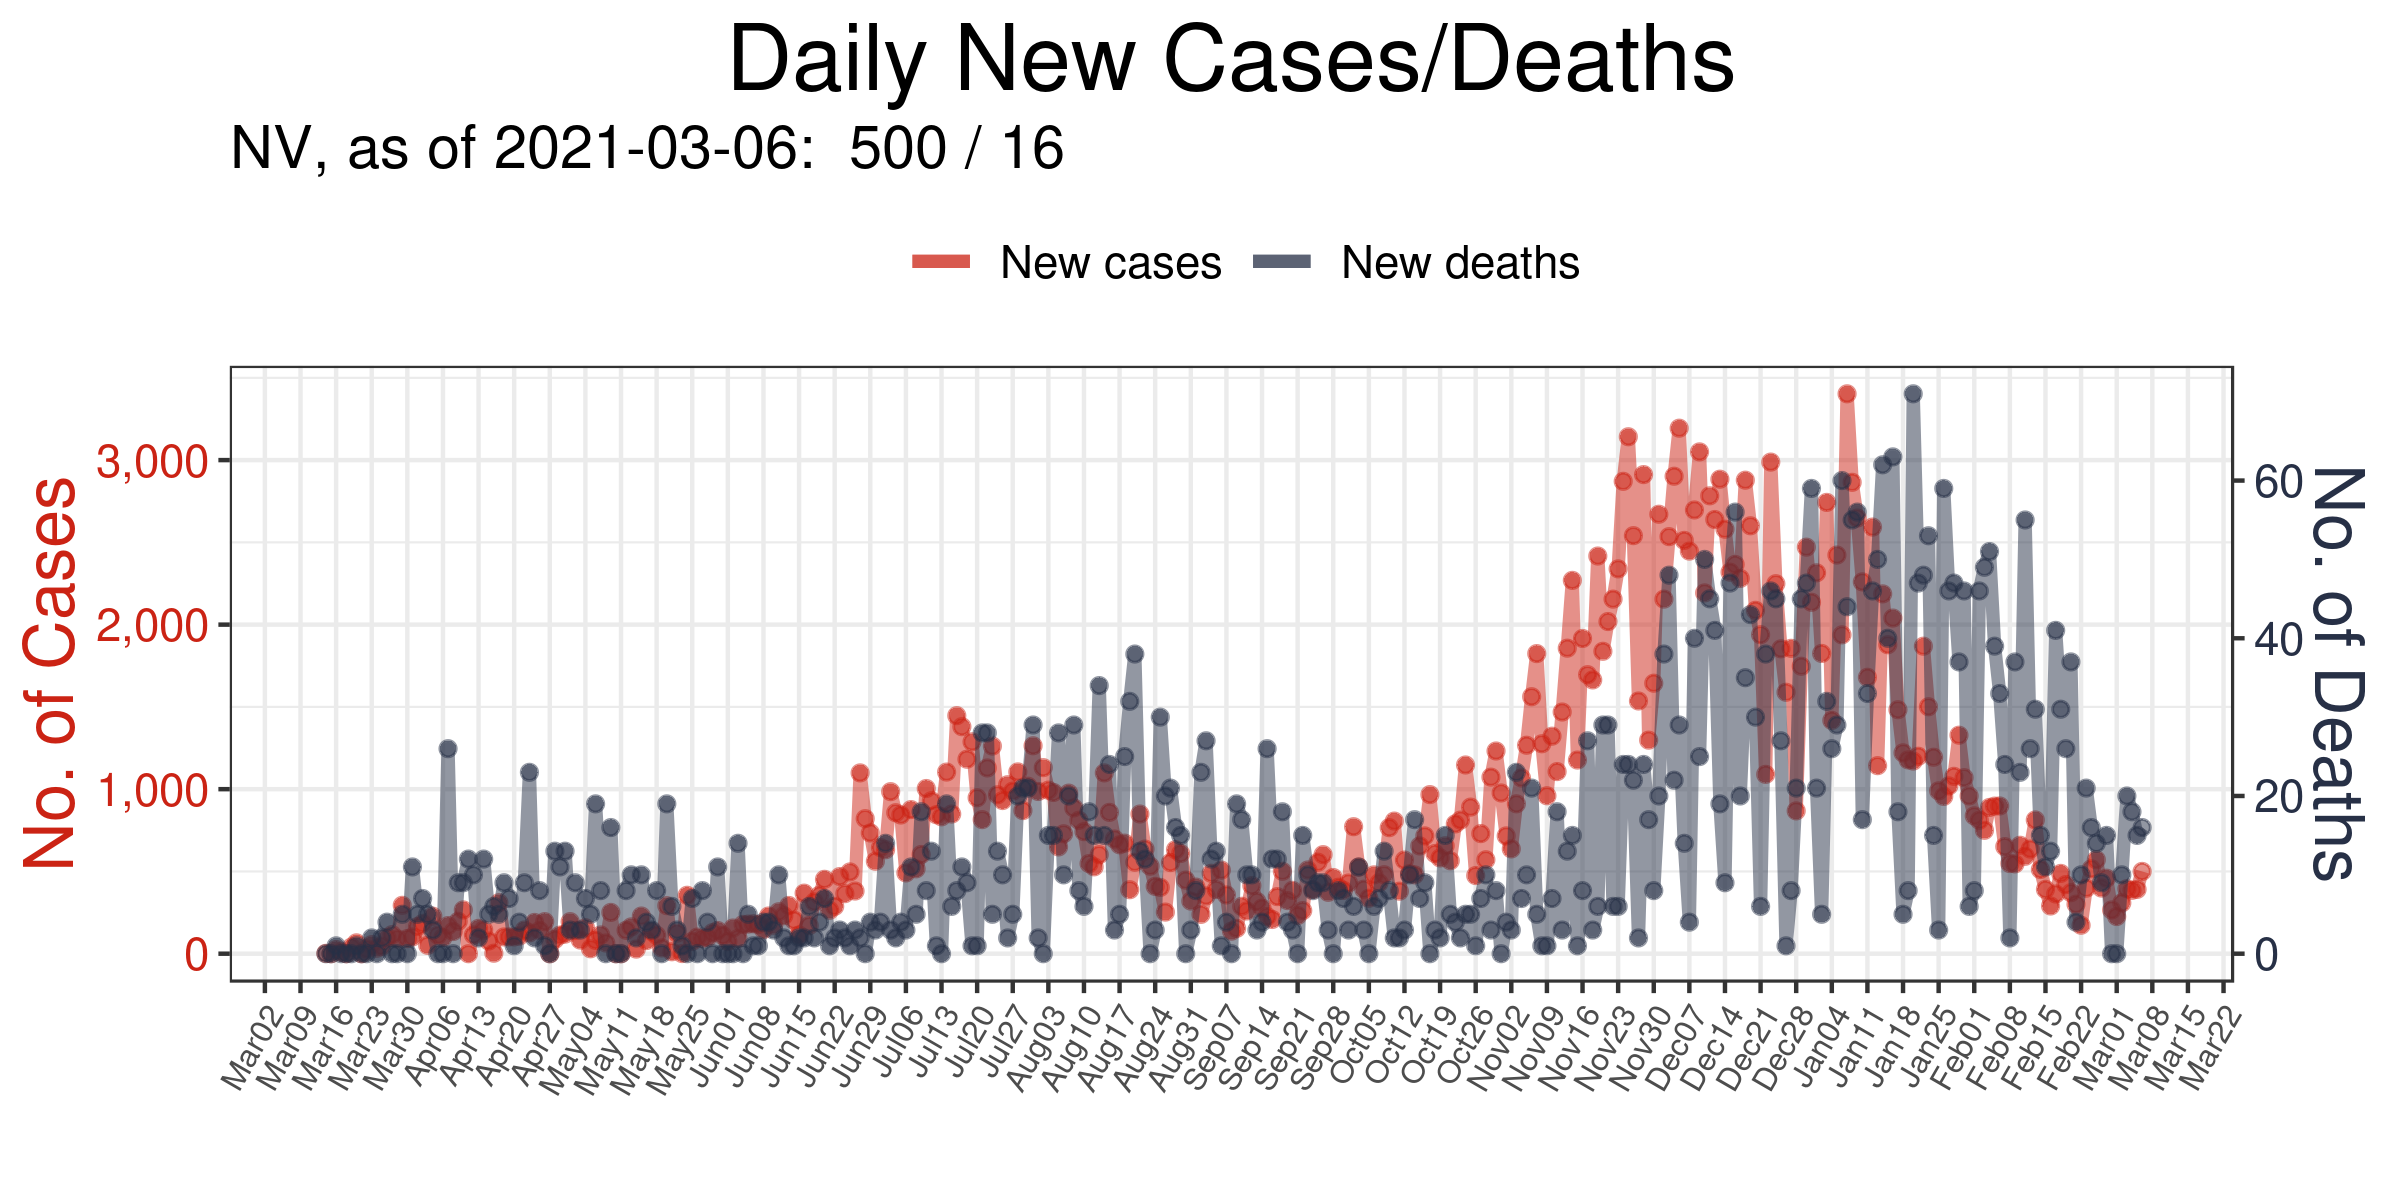 Daily New Cases/Deaths
NV, as of 2021-03-06:  500 / 16
New cases
New deaths
No. of Cases
3,000
2,000
1,000
0
60
40
20
0
No. of Deaths
Mar02
Mar09
Mar16
Mar23
Mar30
Apr06
Apr13
Apr20
Apr27
May04
May11
May18
May25
Jun01
Jun08
Jun15
Jun22
Jun29
Jul06
Jul13
Jul20
Jul27
Aug03
Aug10
Aug17
Aug24
Aug31
Sep07
Sep14
Sep21
Sep28
Oct05
Oct12
Oct19
Oct26
Nov02
Nov09
Nov16
Nov23
Nov30
Dec07
Dec14
Dec21
Dec28
Dec04
Jan11
Jan18
Jan25
Feb01
Feb08
Feb15
Feb22
Mar01
Mar08
Mar15
Mar22